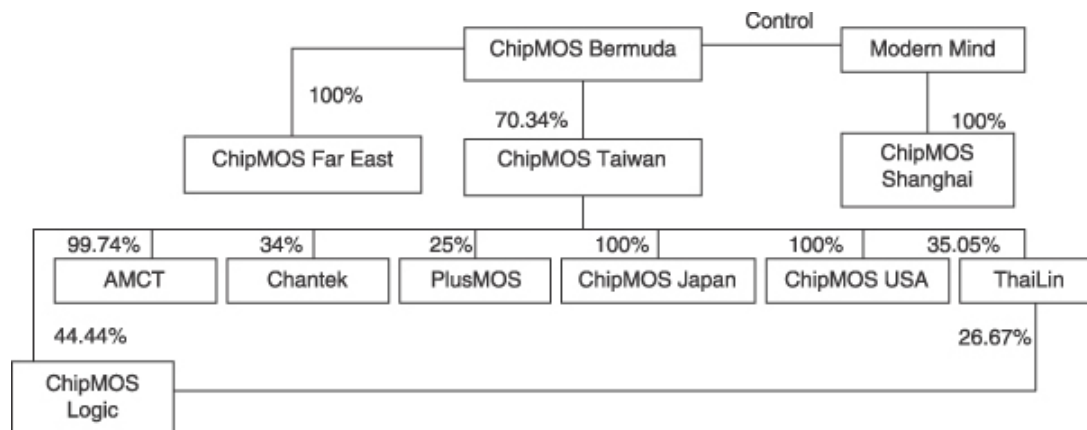 Control
ChipMOS Bermuda
Modern Mind
100%
70.34%
100%
ChipMOS Far East
ChipMOS Taiwan
ChipMOS
Shanghai
99.74%
34%
25%
100%
100%
35.05%
AMCT
Chantek
PlusMOS
ChipMOS Japan
ChipMOS USA
ThaiLin
44.44%
26.67%
ChipMOS
Logic